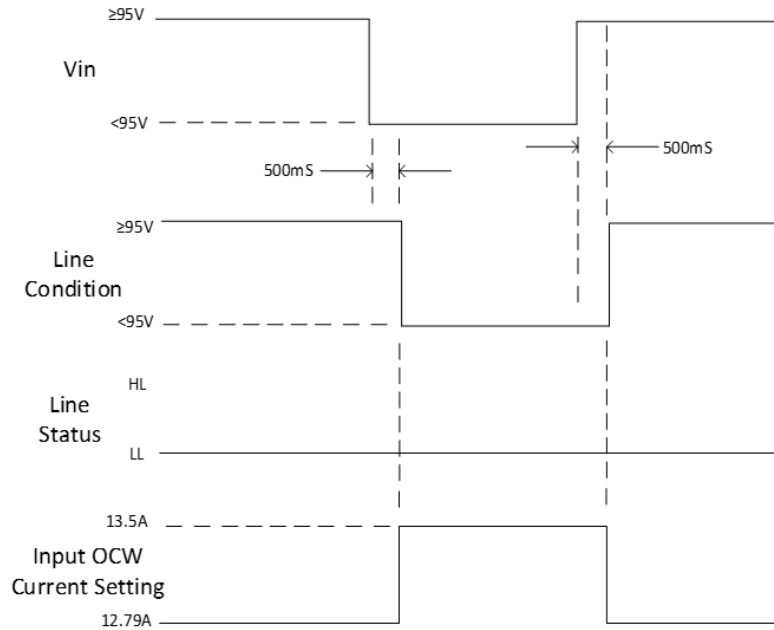 ≥95V
Vin
<95V
500mS
500mS
≥95V
Line
Condition
<95V
HL
Line
Status
LL
13.5A
Input OCW
Current Setting
12.79A